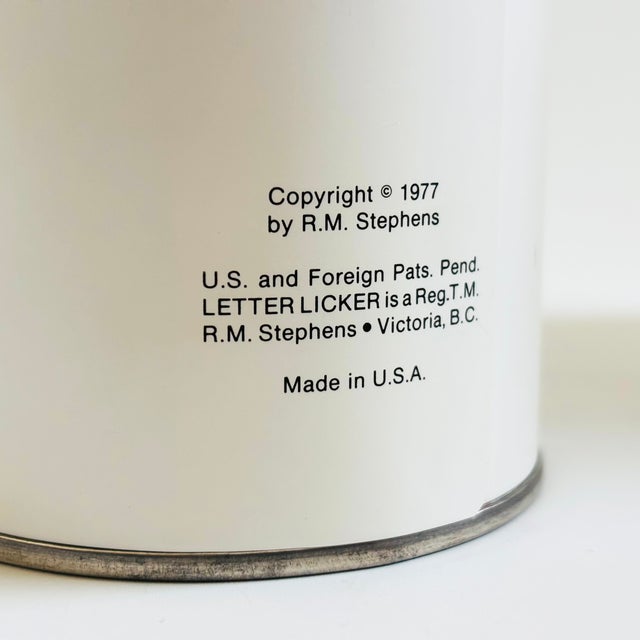 Copyright © 1977
by R.M. Stephens
U.S. and Foreign Pats. Pend.
LETTER LICKER is a Reg.T.M.
R.M. Stephens • Victoria, B.C.
Made in U.S.A.